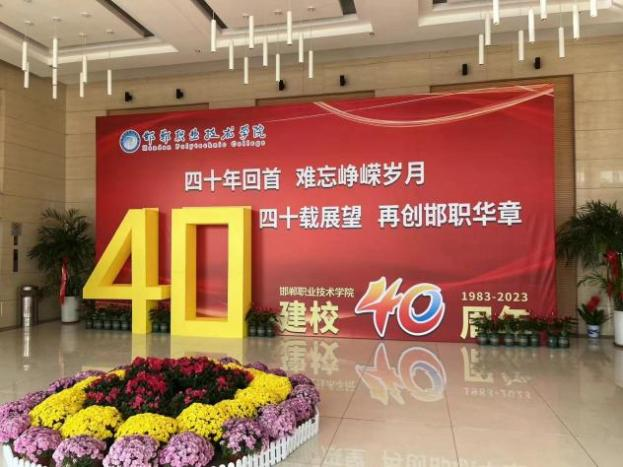 邯郸职业技术学院
Handan Polytechnic College
四十年回首 难忘峥嵘岁月
四十载展望 再创邯职华章
40
邯郸职业技术学院
建校 40 周年
1983-2023